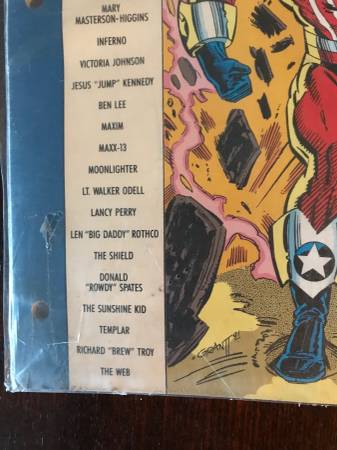 MARY
MASTERSON-HIGGINS
INFERNO
VICTORIA JOHNSON
JESUS "JUMP" KENNEDY
BEN LEE
MAXIM
MAXX-13
MOONLIGHTER
LT. WALKER ODELL
LANCY PERRY
LEN "BIG DADDY" ROTHCO
THE SHIELD
DONALD
"ROWDY" SPATES
THE SUNSHINE KID
TEMPLAR
RICHARD "BREW" TROY
THE WEB